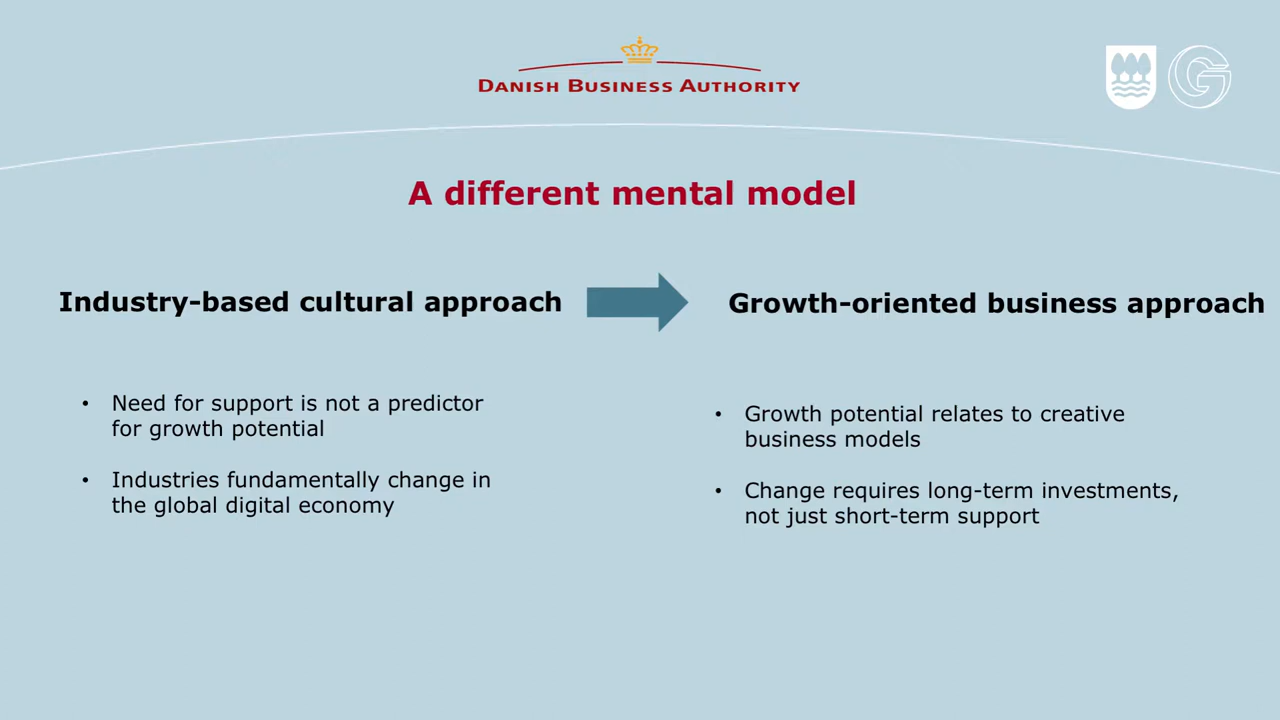 DANISH BUSINESS AUTHORITY
A different mental model
Industry-based cultural approach
• Need for support is not a predictor
for growth potential
• Industries fundamentally change in
the global digital economy
Growth-oriented business approach
• Growth potential relates to creative
business models
• Change requires long-term investments,
not just short-term support